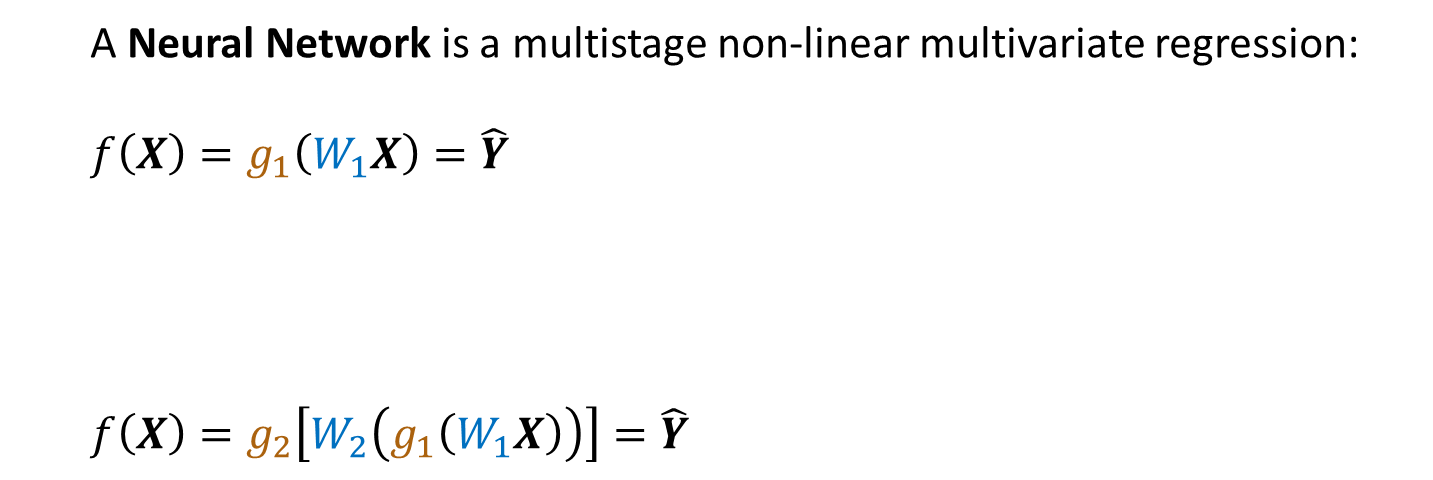 A Neural Network is a multistage non-linear multivariate regression:
f(X) = g₁(W₁X) = Ŷ
f(X) = g₂[W₂(g₁(W₁X))] = Ŷ